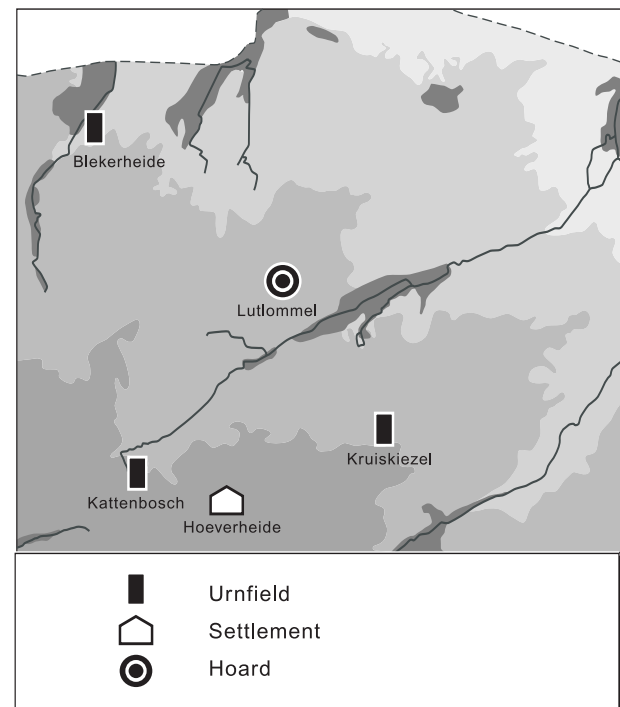 Blekerheide
Lutlommel
Kruiskiezel
Kattenbosch
Hoeverheide
Urnfield
Settlement
Hoard